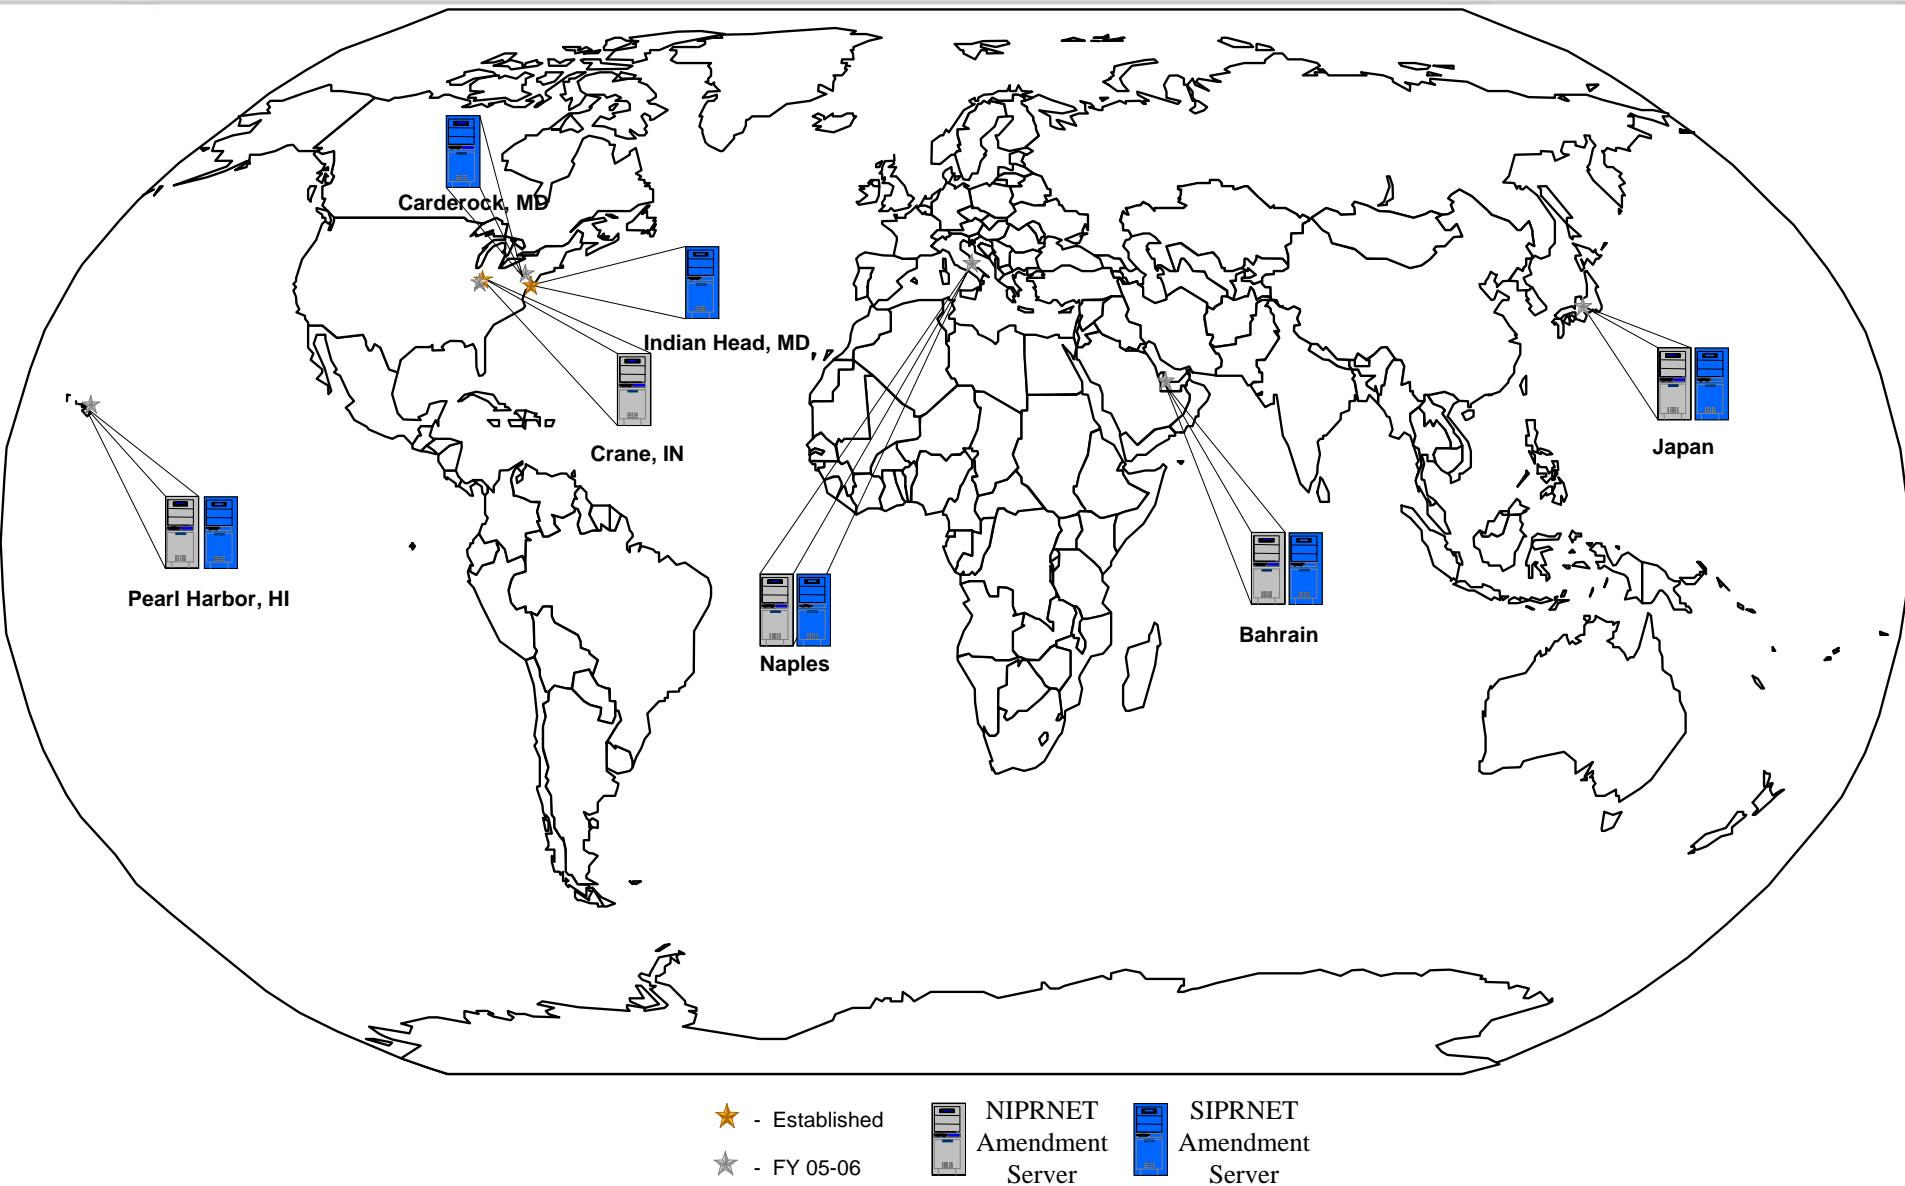 Carderock, MD
Indian Head, MD
Crane, IN
Japan
Pearl Harbor, HI
Bahrain
Naples
- Established
- FY 05-06
NIPRNET
Amendment
Server
SIPRNET
Amendment
Server